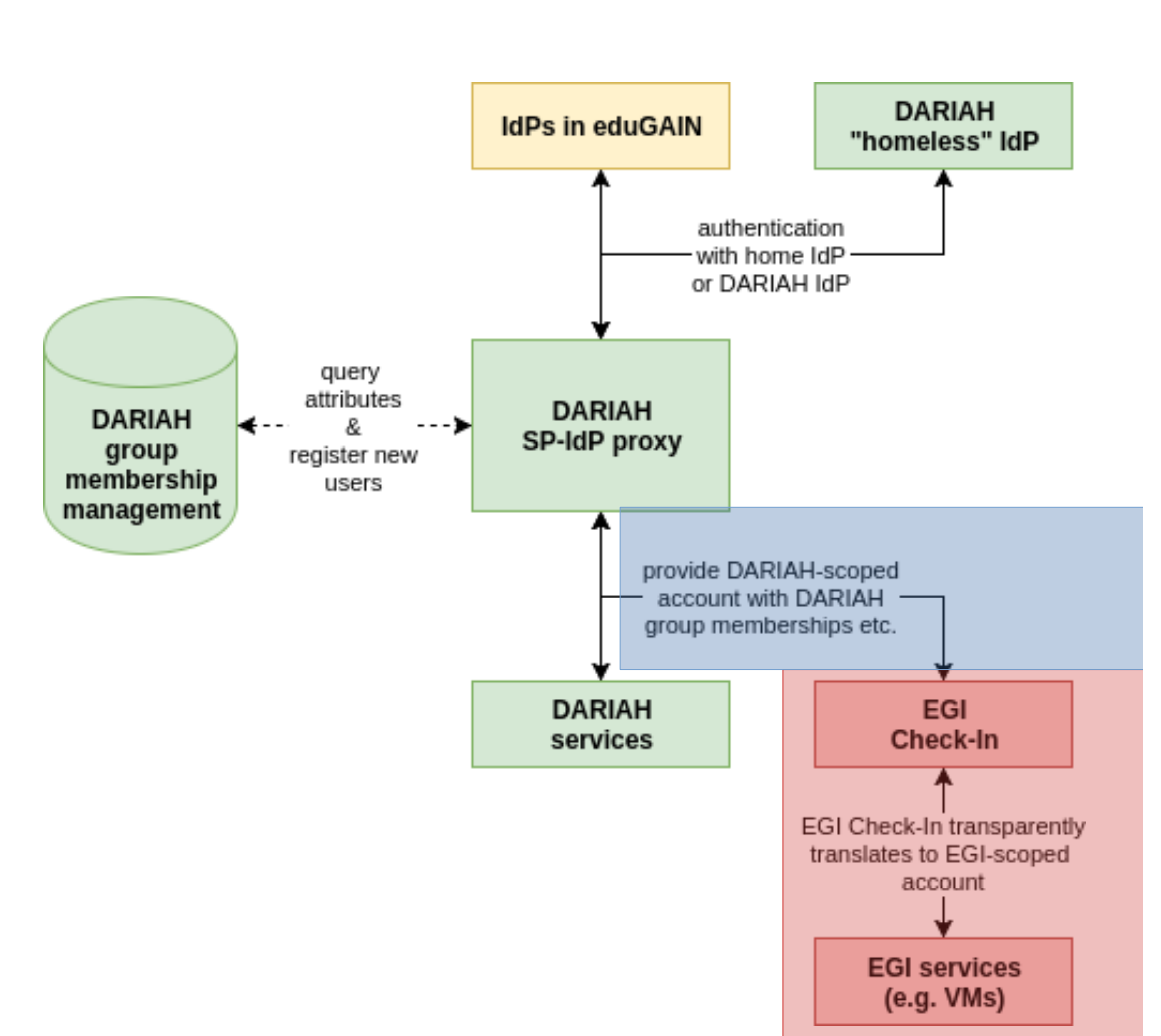 IdPs in eduGAIN
DARIAH
"homeless" IdP
authentication
with home IdP
or DARIAH IdP
DARIAH
group
membership
management
query
attributes
&
register new
users
DARIAH
SP-IdP proxy
provide DARIAH-scoped
account with DARIAH
group memberships etc.
DARIAH
services
EGI
Check-In
EGI Check-In transparently
translates to EGI-scoped
account
EGI services
(e.g. VMs)